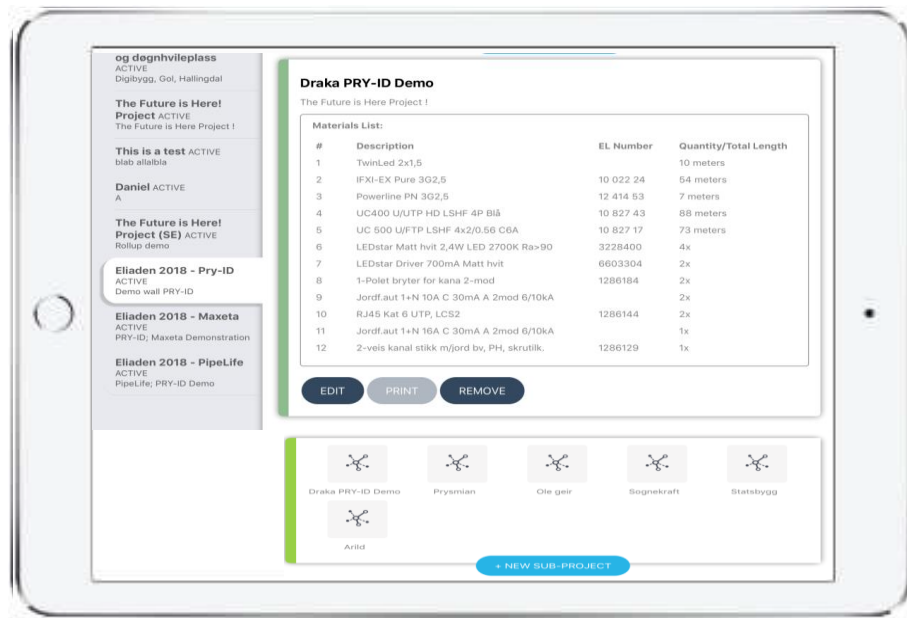 og døgnhvileplass
ACTIVE
Digibygg, Gol, Hallingdal
The Future is Here!
Project ACTIVE
The Future is Here Project !
This is a test ACTIVE
blab allalbla
Daniel ACTIVE
A
The Future is Here!
Project (SE) ACTIVE
Rollup demo
Eliaden 2018 - Pry-ID
ACTIVE
Demo wall PRY-ID
Eliaden 2018 - Maxeta
ACTIVE
PRY-ID; Maxeta Demonstration
Eliaden 2018 - PipeLife
ACTIVE
PipeLife; PRY-ID Demo
Draka PRY-ID Demo
The Future is Here Project !
Materials List:
# Description EL Number Quantity/Total Length
1 TwinLed 2x1,5 10 meters
2 IFXI-EX Pure 3G2,5 10 022 24 54 meters
3 Powerline PN 3G2,5 12 414 53 7 meters
4 UC400 U/UTP HD LSHF 4P Blå 10 827 43 88 meters
5 UC 500 U/FTP LSHF 4x2/0.56 C6A 10 827 17 73 meters
6 LEDstar Matt hvit 2,4W LED 2700K Ra>90 3228400 4x
7 LEDstar Driver 700mA Matt hvit 6603304 2x
8 1-Polet bryter for kana 2-mod 1286184 2x
9 Jordf.aut 1+N 10A C 30mA A 2mod 6/10kA 2x
10 RJ45 Kat 6 UTP, LCS2 1286144 2x
11 Jordf.aut 1+N 16A C 30mA A 2mod 6/10kA 1x
12 2-veis kanal stikk m/jord bv, PH, skrutilk. 1286129 1x
EDIT PRINT REMOVE
Draka PRY-ID Demo Prysmian Ole geir Sognekraft Statsbygg
Arild
+ NEW SUB-PROJECT